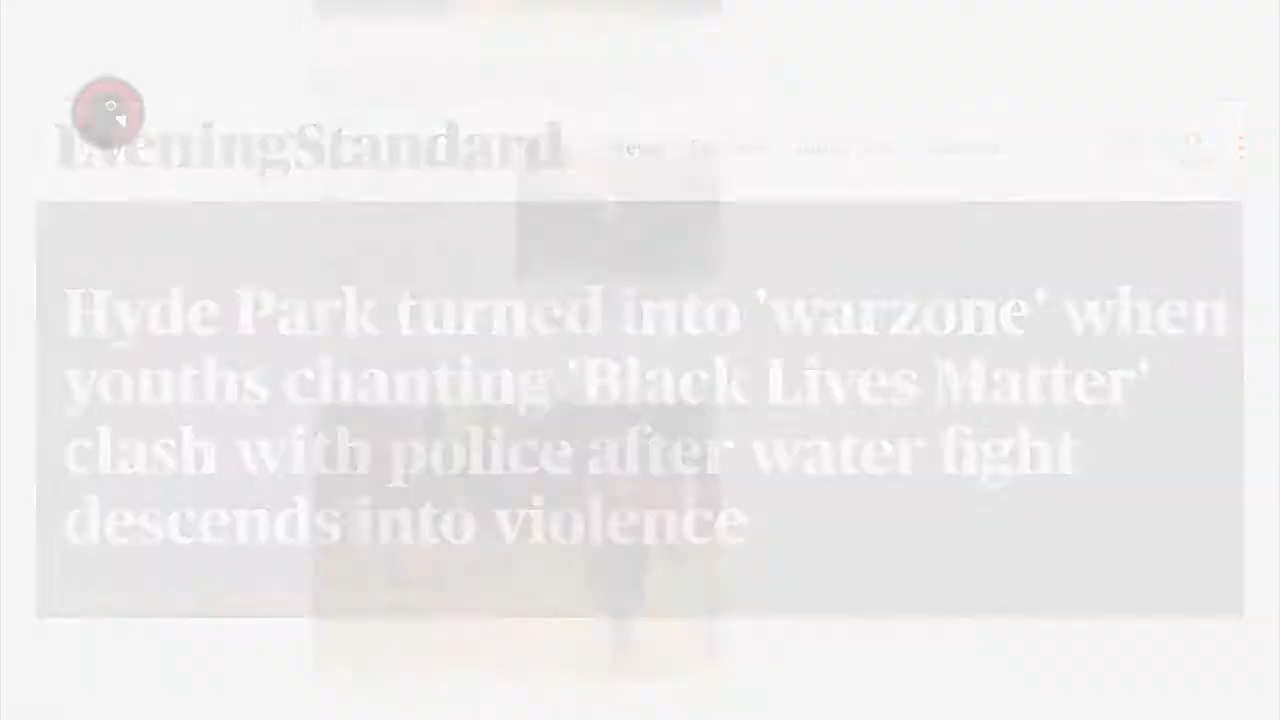 EveningStandard
Hyde Park turned into 'warzone' when
youths chanting 'Black Lives Matter'
clash with police after water fight
descends into violence